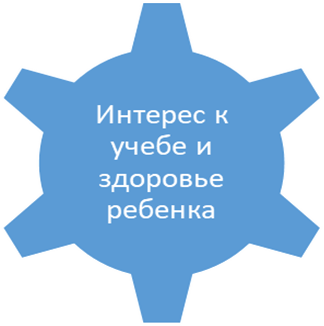 Интерес к
учебе и
здоровье
ребенка